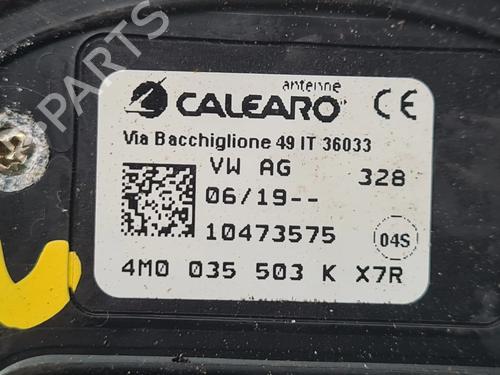 PARTS
antenne
CALEARO CE
Via Bacchiglione 49 IT 36033
VW AG 328
06/19--
10473575 04S
4M0 035 503 K X7R